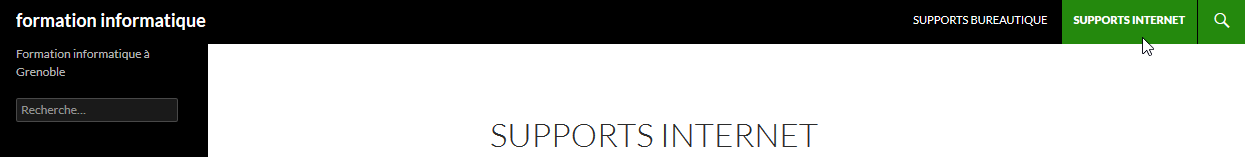 formation informatique
SUPPORTS BUREAUTIQUE
SUPPORTS INTERNET
Formation informatique à
Grenoble
Recherche...
SUPPORTS INTERNET